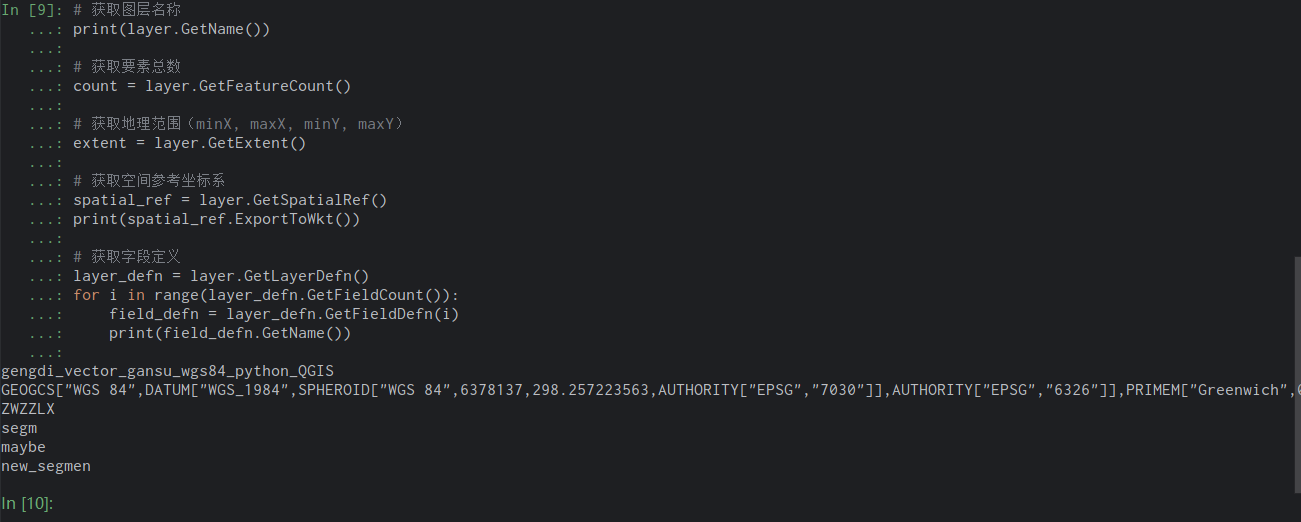 In [9]: # 获取图层名称
...: print(layer.GetName())
...:
...: # 获取要素总数
...: count = layer.GetFeatureCount()
...:
...: # 获取地理范围（minX, maxX, minY, maxY）
...: extent = layer.GetExtent()
...:
...: # 获取空间参考坐标系
...: spatial_ref = layer.GetSpatialRef()
...: print(spatial_ref.ExportToWkt())
...:
...: # 获取字段定义
...: layer_defn = layer.GetLayerDefn()
...: for i in range(layer_defn.GetFieldCount()):
...:     field_defn = layer_defn.GetFieldDefn(i)
...:     print(field_defn.GetName())
...:
gengdi_vector_gansu_wgs84_python_QGIS
GEOGCS["WGS 84",DATUM["WGS_1984",SPHEROID["WGS 84",6378137,298.257223563,AUTHORITY["EPSG","7030"]],AUTHORITY["EPSG","6326"]],PRIMEM["Greenwich",
ZWZZLX
segm
maybe
new_segmen
In [10]: